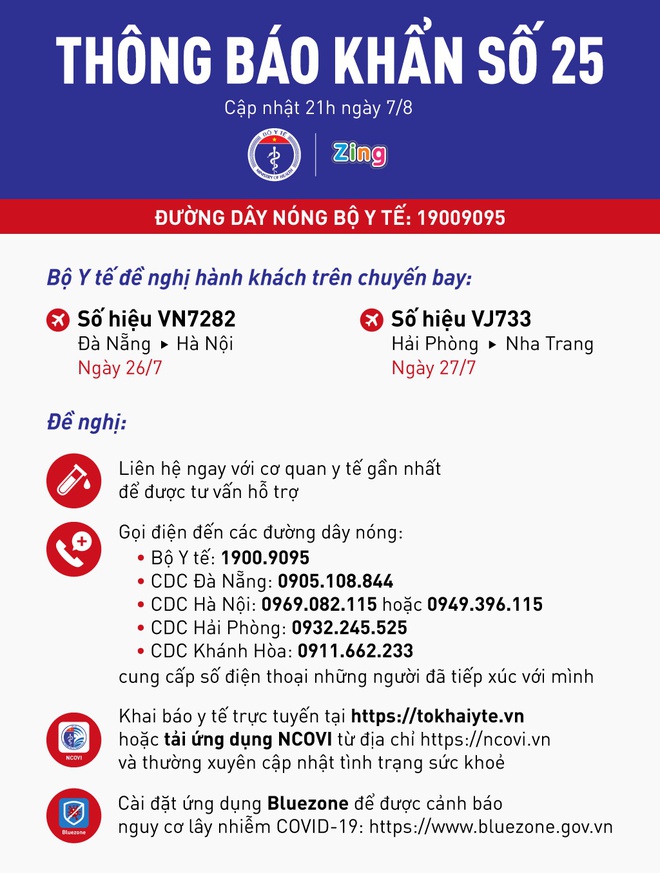 THÔNG BÁO KHẨN SỐ 25
Cập nhật 21h ngày 7/8
BỘ Y TẾ
MINISTRY OF HEALTH
Zing
ĐƯỜNG DÂY NÓNG BỘ Y TẾ: 19009095
Bộ Y tế đề nghị hành khách trên chuyến bay:
Số hiệu VN7282
Đà Nẵng ▸ Hà Nội
Ngày 26/7
Số hiệu VJ733
Hải Phòng ▸ Nha Trang
Ngày 27/7
Đề nghị:
Liên hệ ngay với cơ quan y tế gần nhất
để được tư vấn hỗ trợ
Gọi điện đến các đường dây nóng:
• Bộ Y tế: 1900.9095
• CDC Đà Nẵng: 0905.108.844
• CDC Hà Nội: 0969.082.115 hoặc 0949.396.115
• CDC Hải Phòng: 0932.245.525
• CDC Khánh Hòa: 0911.662.233
cung cấp số điện thoại những người đã tiếp xúc với mình
NCOVI
Khai báo y tế trực tuyến tại https://tokhaiyte.vn
hoặc tải ứng dụng NCOVI từ địa chỉ https://ncovi.vn
và thường xuyên cập nhật tình trạng sức khoẻ
Bluezone
Cài đặt ứng dụng Bluezone để được cảnh báo
nguy cơ lây nhiễm COVID-19: https://www.bluezone.gov.vn